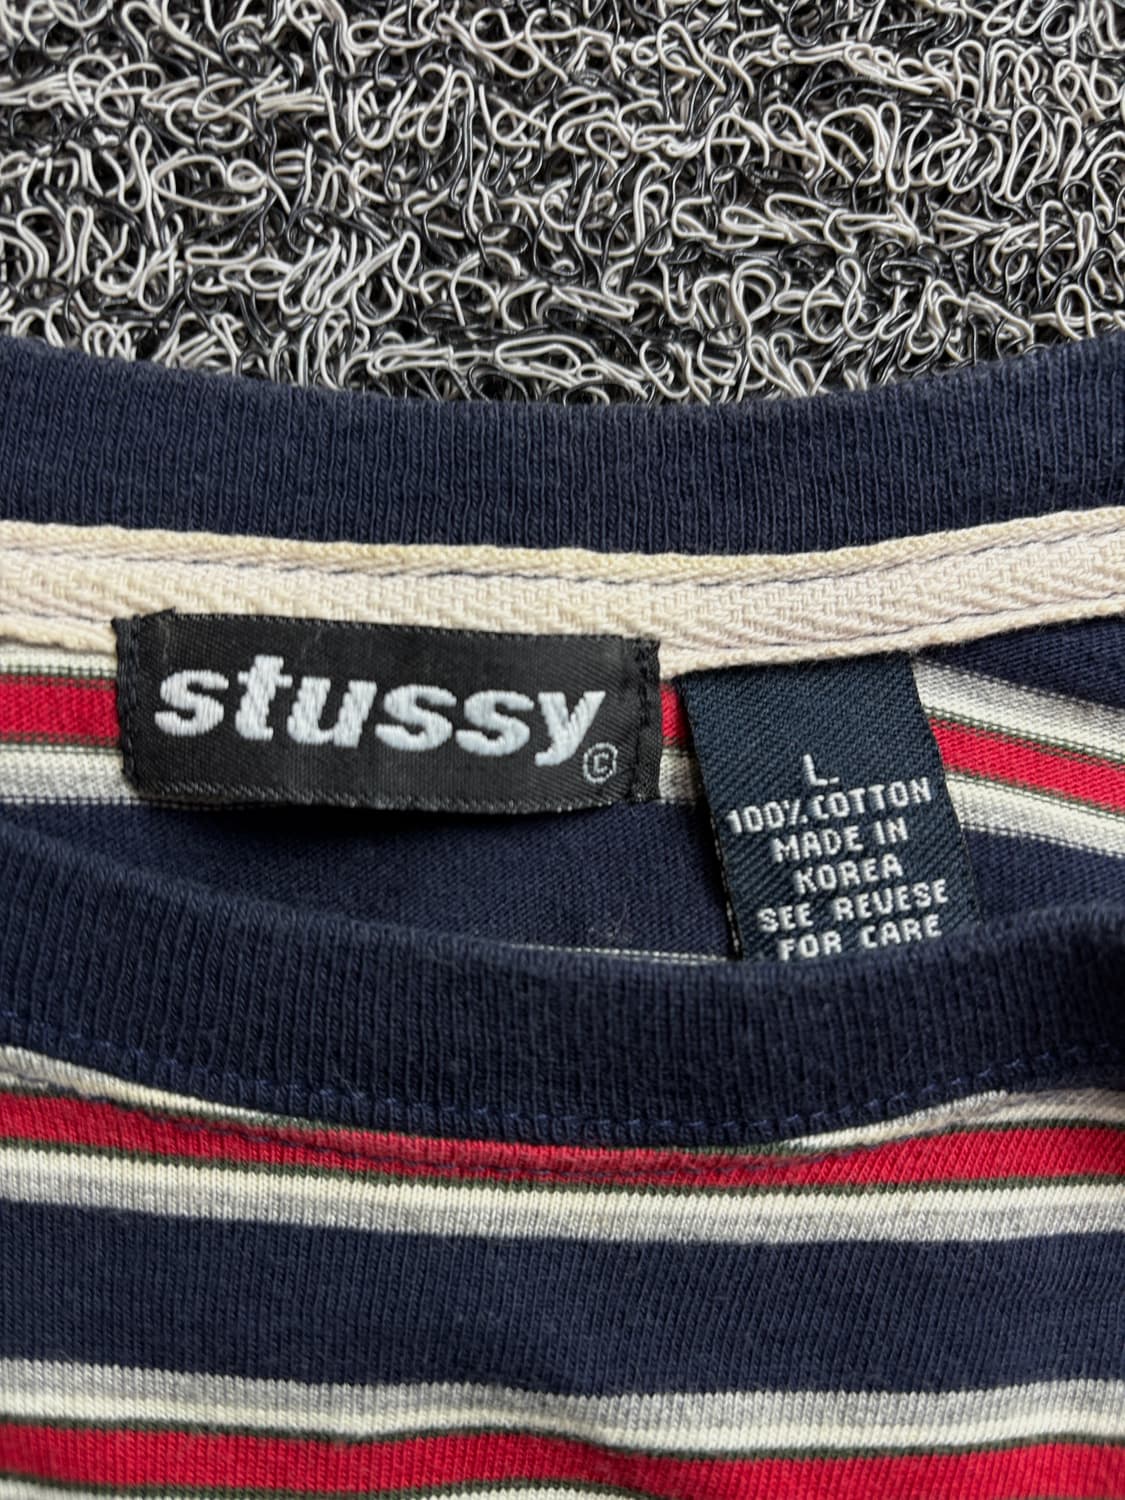 stussy ©
L.
100% COTTON
MADE IN
KOREA
SEE REVESE
FOR CARE